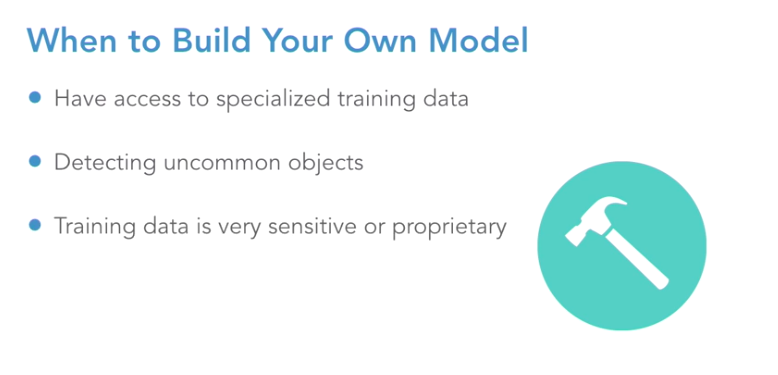 When to Build Your Own Model
Have access to specialized training data
Detecting uncommon objects
Training data is very sensitive or proprietary